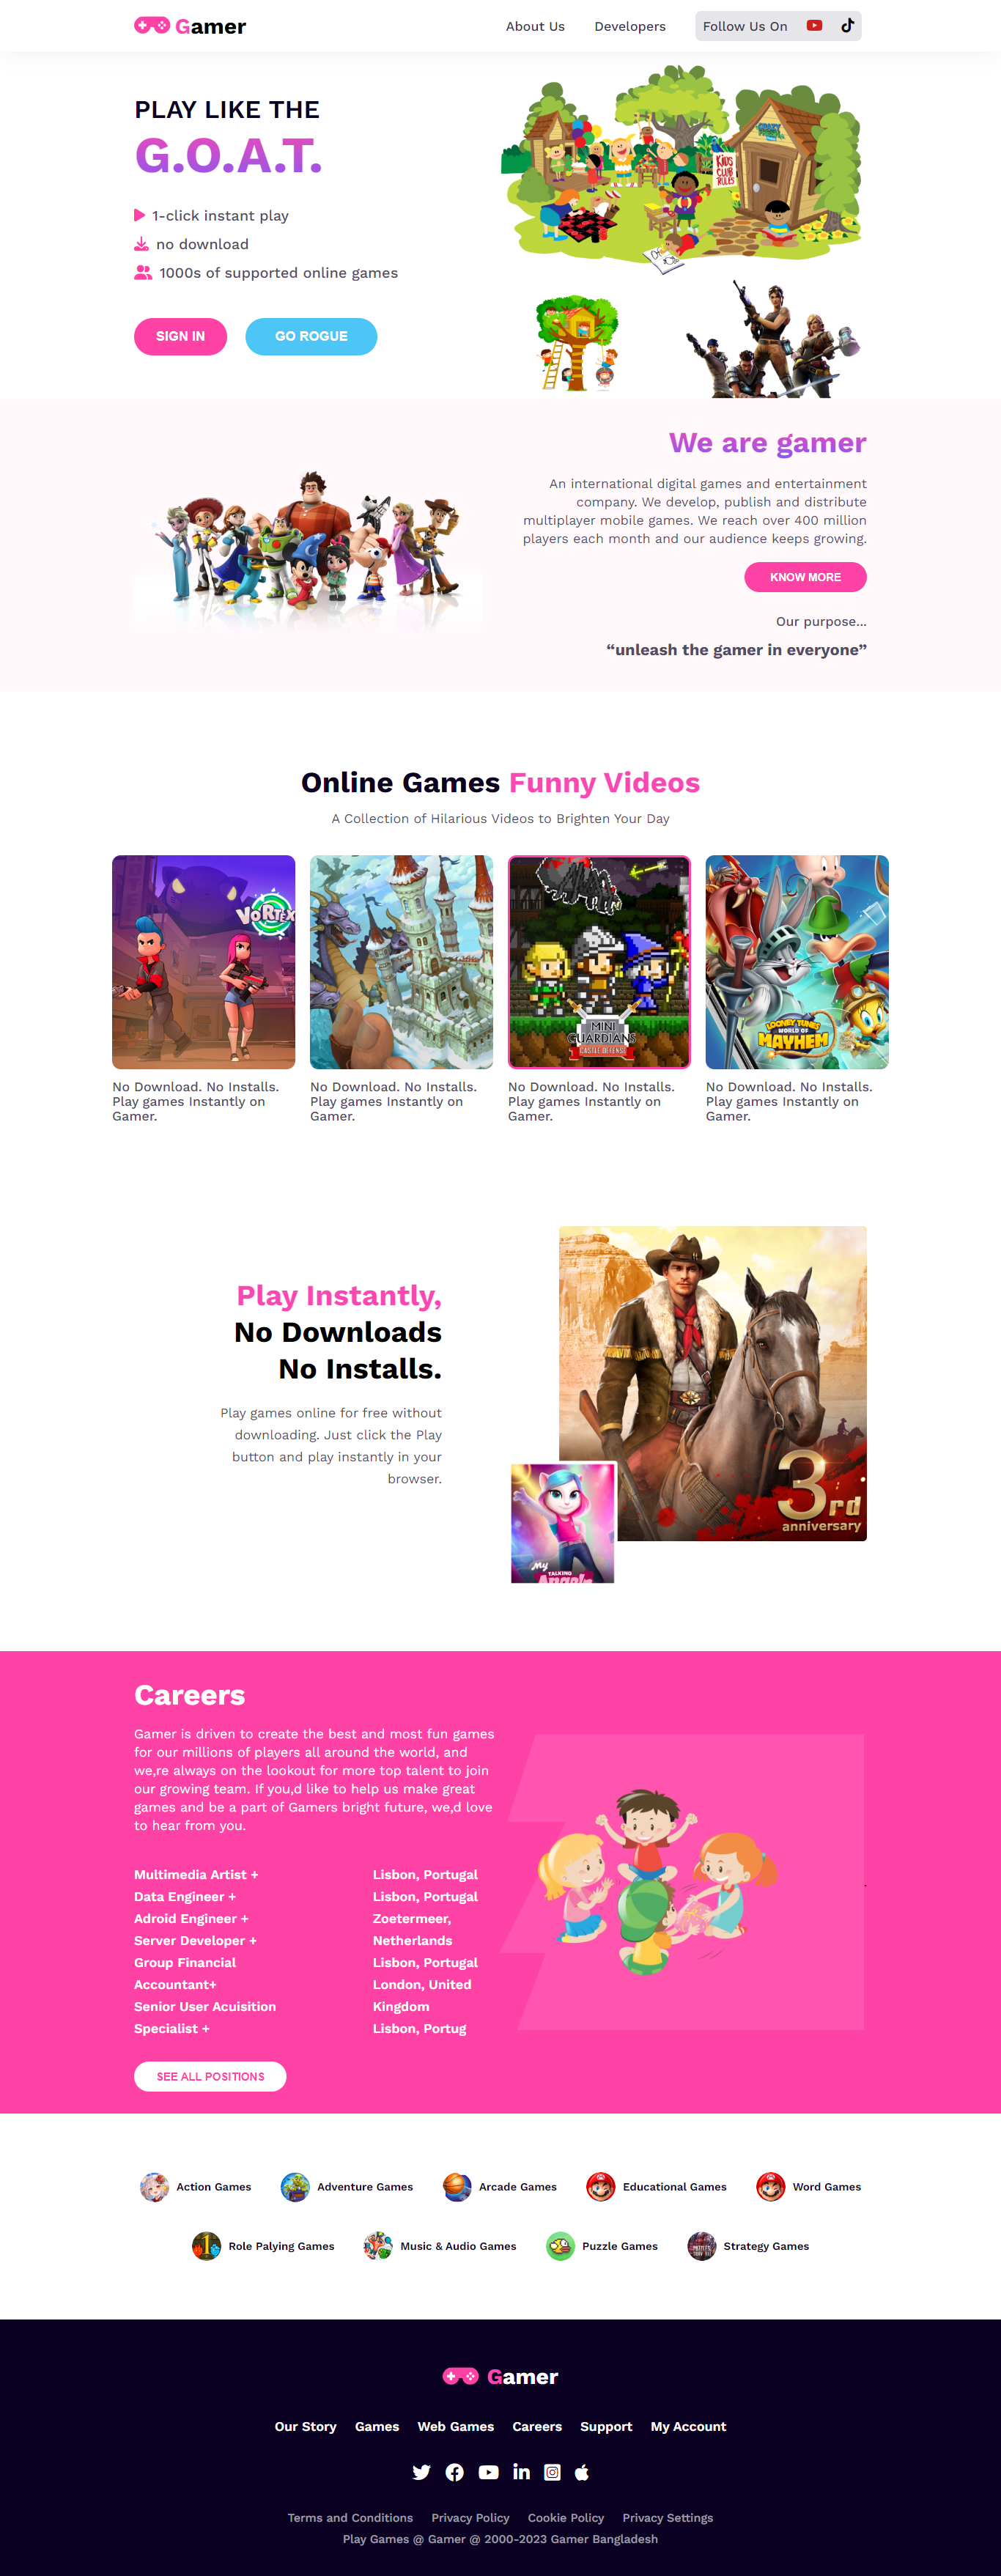 Gamer
About Us
Developers
Follow Us On
PLAY LIKE THE
G.O.A.T.
1-click instant play
no download
1000s of supported online games
SIGN IN
GO ROGUE
KIDS
CLUB
RULES
We are gamer
An international digital games and entertainment
company. We develop, publish and distribute
multiplayer mobile games. We reach over 400 million
players each month and our audience keeps growing.
KNOW MORE
Our purpose...
“unleash the gamer in everyone”
Online Games Funny Videos
A Collection of Hilarious Videos to Brighten Your Day
VORTEX
MINI
GUARDIANS
CASTLE DEFENSE
LOONEY TUNES
WORLD OF
MAYHEM
No Download. No Installs.
Play games Instantly on
Gamer.
No Download. No Installs.
Play games Instantly on
Gamer.
No Download. No Installs.
Play games Instantly on
Gamer.
No Download. No Installs.
Play games Instantly on
Gamer.
Play Instantly,
No Downloads
No Installs.
Play games online for free without
downloading. Just click the Play
button and play instantly in your
browser.
3rd
anniversary
My
TALKING
Angela
Careers
Gamer is driven to create the best and most fun games
for our millions of players all around the world, and
we,re always on the lookout for more top talent to join
our growing team. If you,d like to help us make great
games and be a part of Gamers bright future, we,d love
to hear from you.
Multimedia Artist +
Data Engineer +
Adroid Engineer +
Server Developer +
Group Financial
Accountant+
Senior User Acuisition
Specialist +
Lisbon, Portugal
Lisbon, Portugal
Zoetermeer,
Netherlands
Lisbon, Portugal
London, United
Kingdom
Lisbon, Portug
SEE ALL POSITIONS
Action Games
Adventure Games
Arcade Games
Educational Games
Word Games
Role Palying Games
Music & Audio Games
Puzzle Games
Strategy Games
Gamer
Our Story
Games
Web Games
Careers
Support
My Account
Terms and Conditions
Privacy Policy
Cookie Policy
Privacy Settings
Play Games @ Gamer @ 2000-2023 Gamer Bangladesh